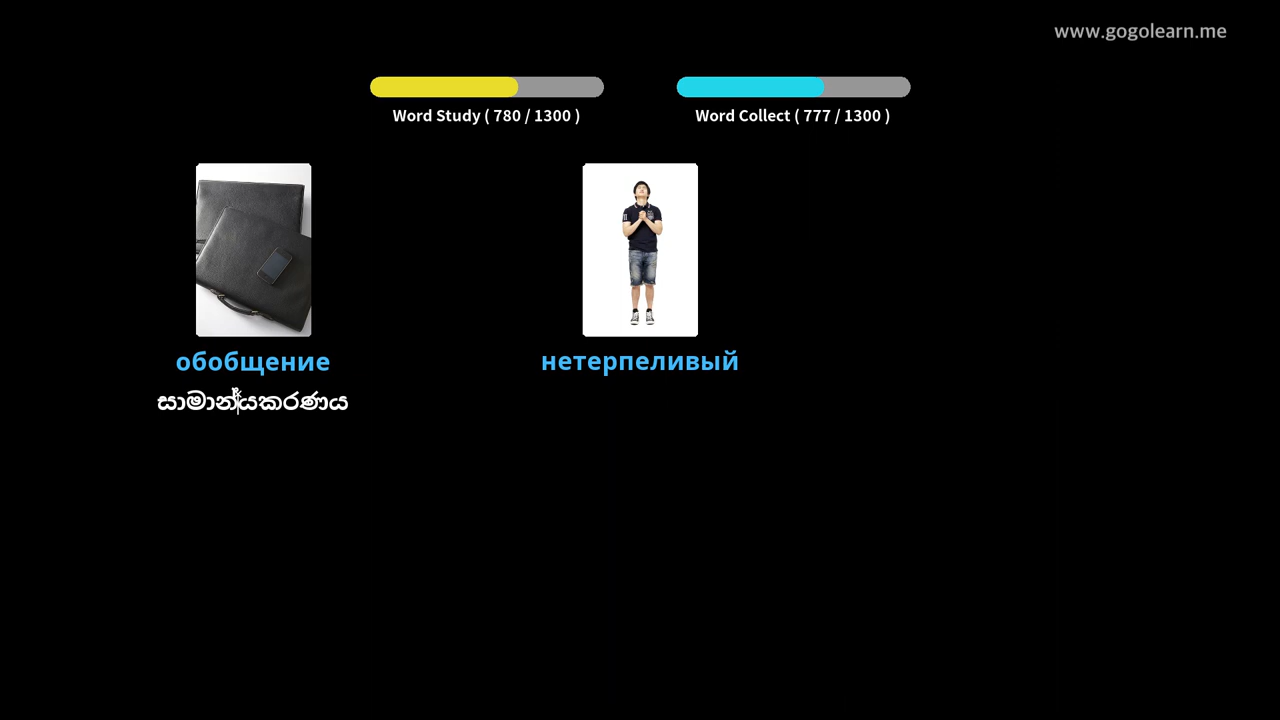 www.gogolearn.me
Word Study ( 780 / 1300 )
Word Collect ( 777 / 1300 )
обобщение
нетерпеливый
සාමාන්‍යකරණය